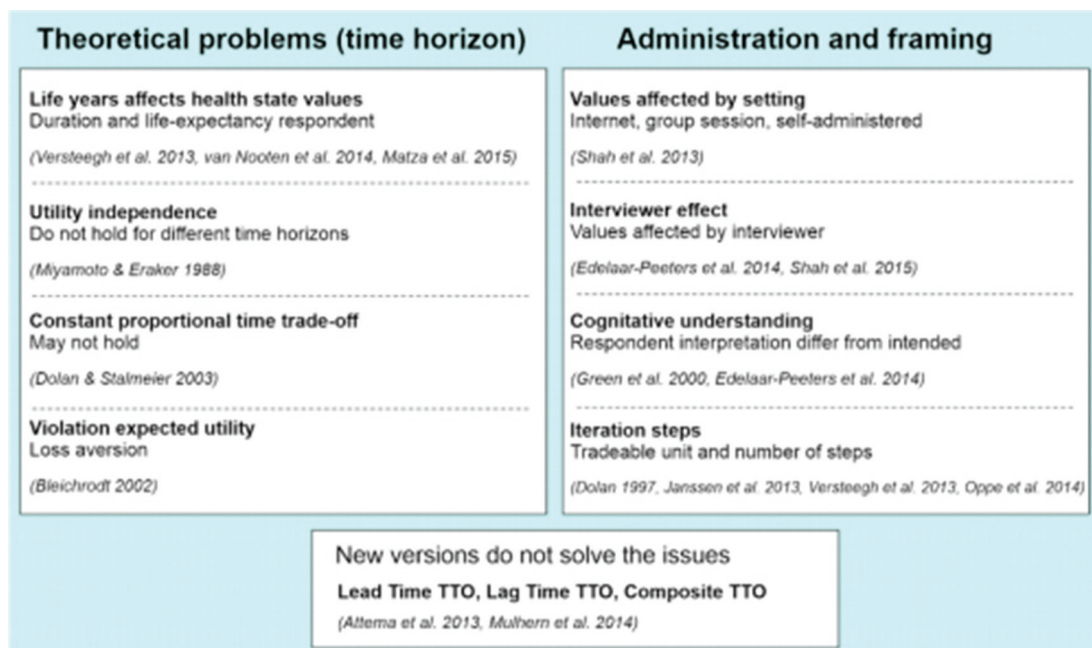 Theoretical problems (time horizon)
Life years affects health state values
Duration and life-expectancy respondent
(Versteegh et al. 2013, van Nooten et al. 2014, Matza et al. 2015)
Utility independence
Do not hold for different time horizons
(Miyamoto & Eraker 1988)
Constant proportional time trade-off
May not hold
(Dolan & Stalmeier 2003)
Violation expected utility
Loss aversion
(Bleichrodt 2002)
Administration and framing
Values affected by setting
Internet, group session, self-administered
(Shah et al. 2013)
Interviewer effect
Values affected by interviewer
(Edelaar-Peeters et al. 2014, Shah et al. 2015)
Cognitative understanding
Respondent interpretation differ from intended
(Green et al. 2000, Edelaar-Peeters et al. 2014)
Iteration steps
Tradeable unit and number of steps
(Dolan 1997, Janssen et al. 2013, Versteegh et al. 2013, Oppe et al. 2014)
New versions do not solve the issues
Lead Time TTO, Lag Time TTO, Composite TTO
(Attema et al. 2013, Mulhern et al. 2014)